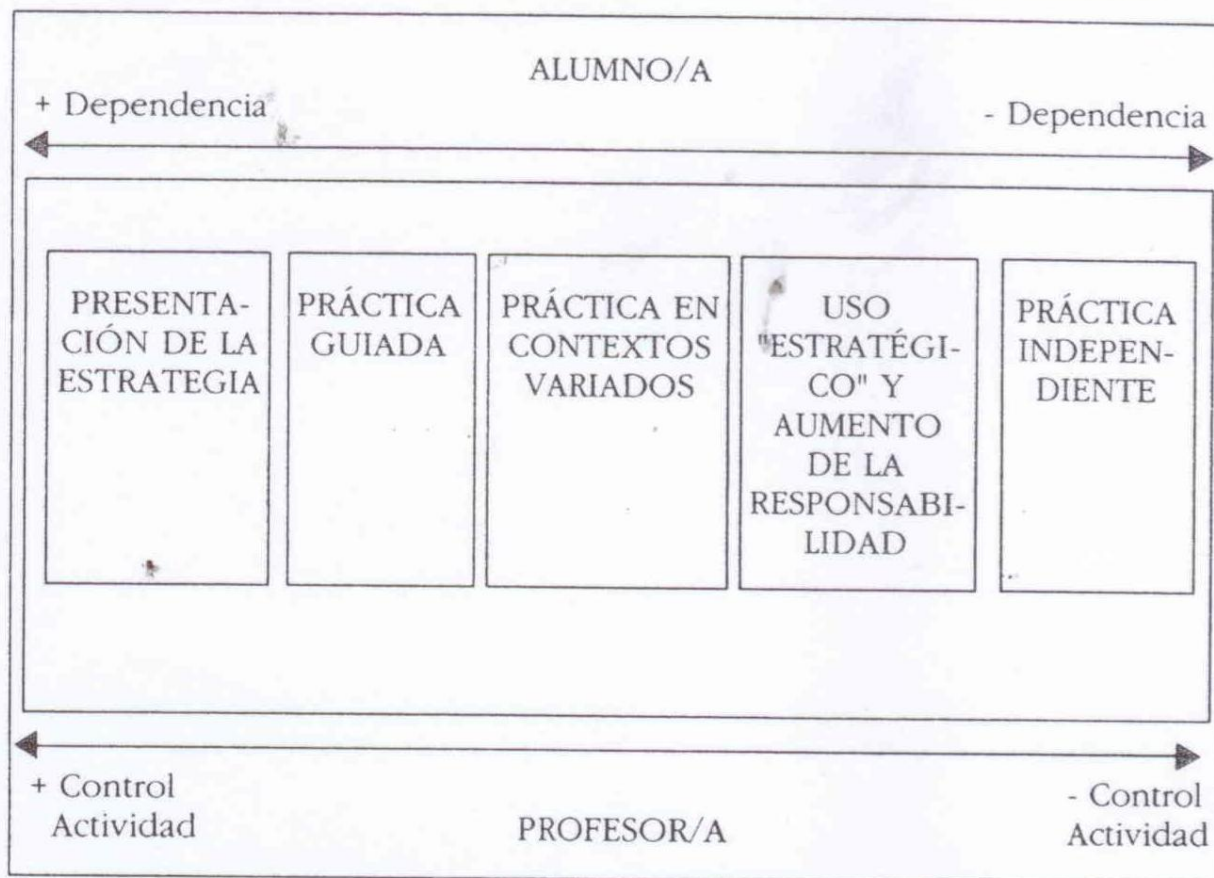 ALUMNO/A
+ Dependencia
- Dependencia
PRESENTA-
CIÓN DE LA
ESTRATEGIA
PRÁCTICA
GUIADA
PRÁCTICA EN
CONTEXTOS
VARIADOS
USO
"ESTRATÉGI-
CO" Y
AUMENTO
DE LA
RESPONSABI-
LIDAD
PRÁCTICA
INDEPEN-
DIENTE
+ Control
Actividad
PROFESOR/A
- Control
Actividad